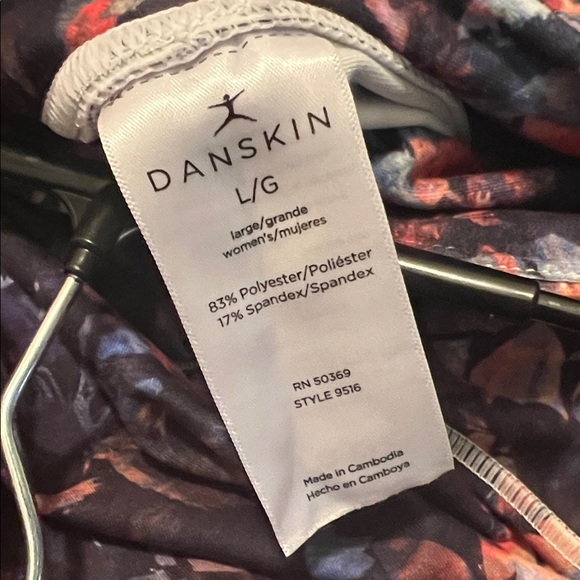 DANSKIN
L/G
large/grande
women's/mujeres
83% Polyester/Poliéster
17% Spandex/Spandex
RN 50369
STYLE 9516
Made in Cambodia
Hecho en Camboya